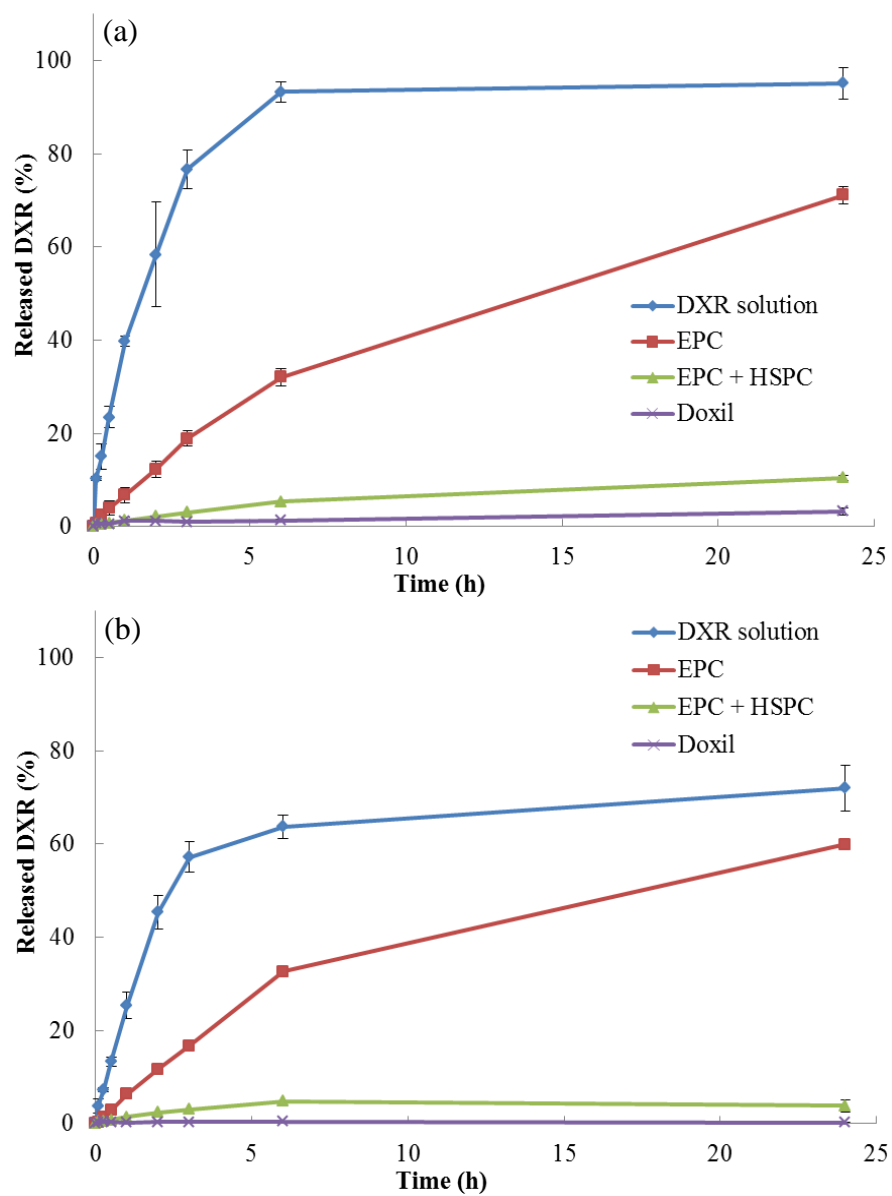 (a)
100
80
60
40
20
0
Released DXR (%)
DXR solution
EPC
EPC + HSPC
Doxil
0 5 10 15 20 25
Time (h)
(b)
100
80
60
40
20
0
Released DXR (%)
DXR solution
EPC
EPC + HSPC
Doxil
0 5 10 15 20 25
Time (h)